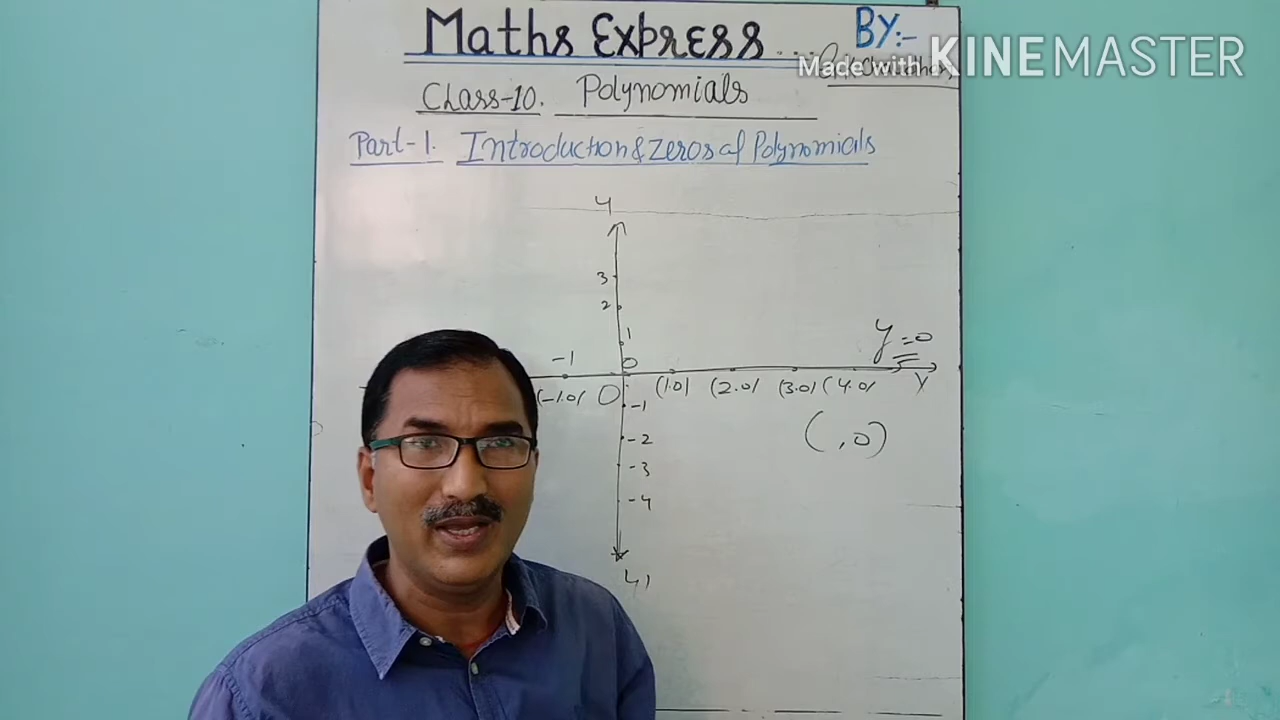 Maths Express ... BY:-
Made with KINEMASTER
Class-10. Polynomials
Part-1. Introduction & Zeros of Polynomials
y
3
2
1
y=0
-1 0
(-1.0) O (1.0) (2.0) (3.0) (4.0) Y
-1
( ,0)
-2
-3
-4
y1